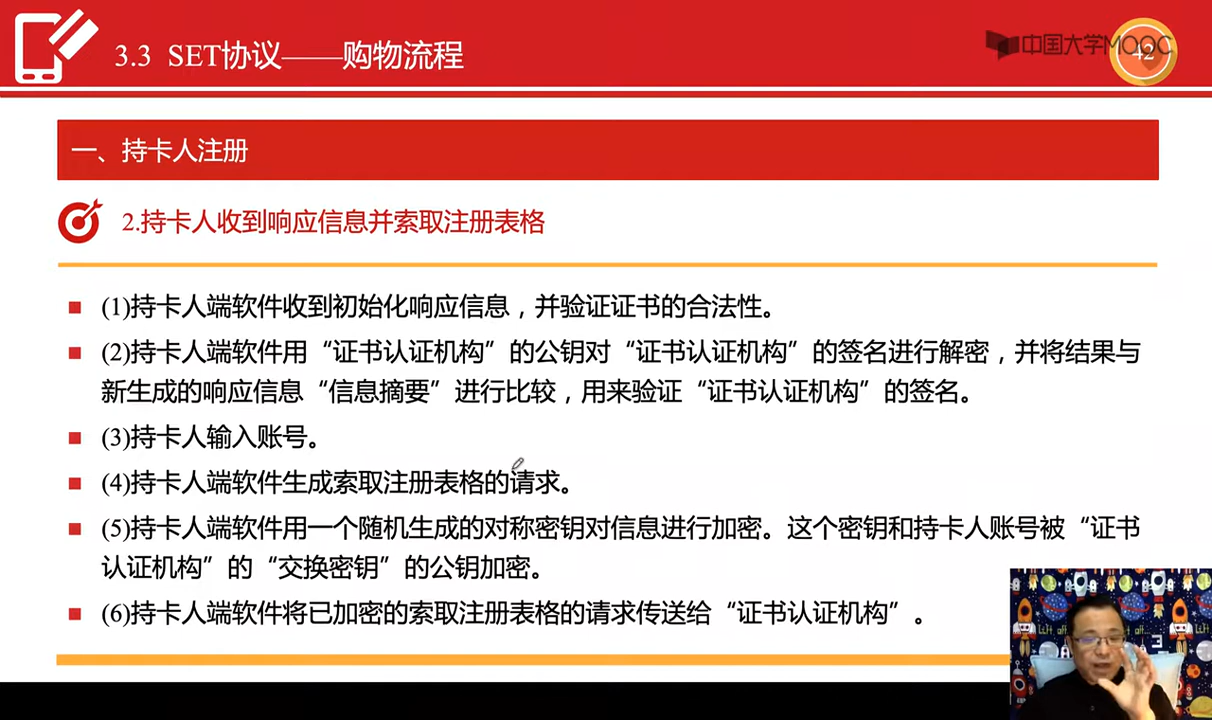 3.3 SET协议——购物流程
中国大学MOOC
42
一、持卡人注册
2.持卡人收到响应信息并索取注册表格
(1)持卡人端软件收到初始化响应信息，并验证证书的合法性。
(2)持卡人端软件用“证书认证机构”的公钥对“证书认证机构”的签名进行解密，并将结果与
新生成的响应信息“信息摘要”进行比较，用来验证“证书认证机构”的签名。
(3)持卡人输入账号。
(4)持卡人端软件生成索取注册表格的请求。
(5)持卡人端软件用一个随机生成的对称密钥对信息进行加密。这个密钥和持卡人账号被“证书
认证机构”的“交换密钥”的公钥加密。
(6)持卡人端软件将已加密的索取注册表格的请求传送给“证书认证机构”。